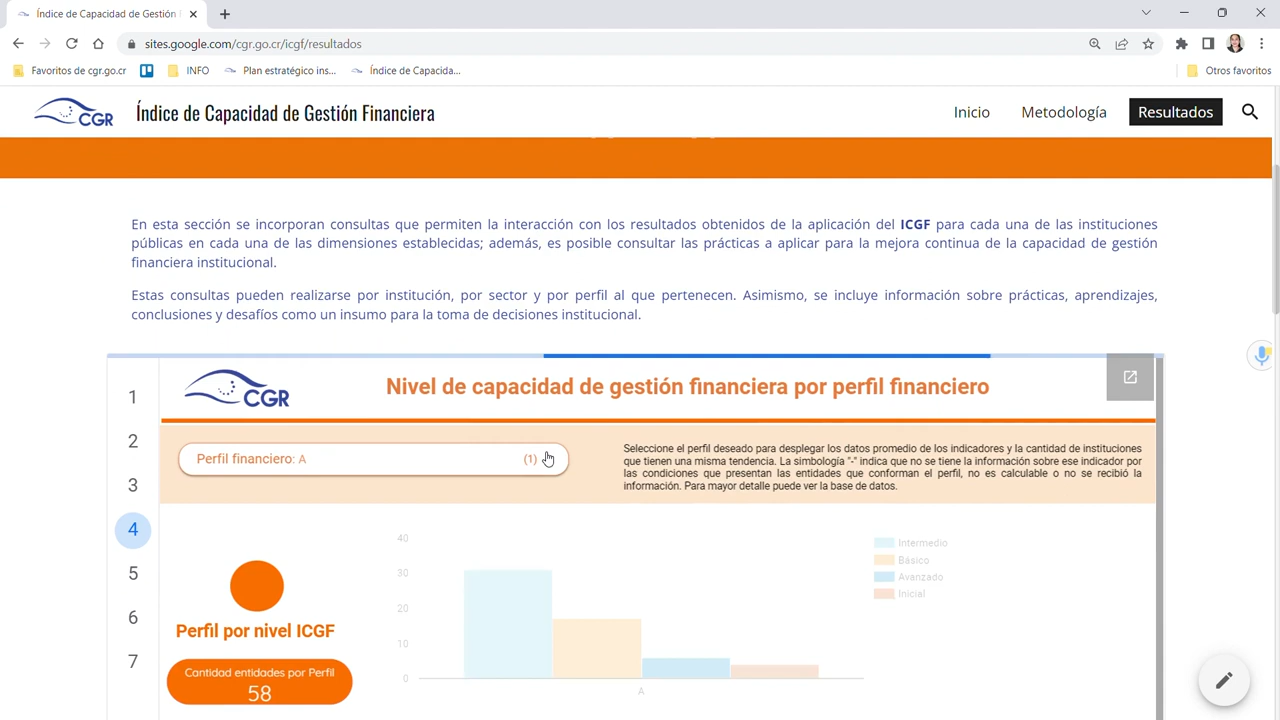 Índice de Capacidad de Gestión
sites.google.com/cgr.go.cr/icgf/resultados
Favoritos de cgr.go.cr
INFO
Plan estratégico ins...
Índice de Capacida...
Otros favoritos
CGR
Índice de Capacidad de Gestión Financiera
Inicio
Metodología
Resultados
En esta sección se incorporan consultas que permiten la interacción con los resultados obtenidos de la aplicación del ICGF para cada una de las instituciones
públicas en cada una de las dimensiones establecidas; además, es posible consultar las prácticas a aplicar para la mejora continua de la capacidad de gestión
financiera institucional.
Estas consultas pueden realizarse por institución, por sector y por perfil al que pertenecen. Asimismo, se incluye información sobre prácticas, aprendizajes,
conclusiones y desafíos como un insumo para la toma de decisiones institucional.
1
2
3
4
5
6
7
CGR
Nivel de capacidad de gestión financiera por perfil financiero
Perfil financiero: A
(1)
Seleccione el perfil deseado para desplegar los datos promedio de los indicadores y la cantidad de instituciones
que tienen una misma tendencia. La simbología "-" indica que no se tiene la información sobre ese indicador por
las condiciones que presentan las entidades que conforman el perfil, no es calculable o no se recibió la
información. Para mayor detalle puede ver la base de datos.
Perfil por nivel ICGF
Cantidad entidades por Perfil
58
40
30
20
10
0
A
Intermedio
Básico
Avanzado
Inicial